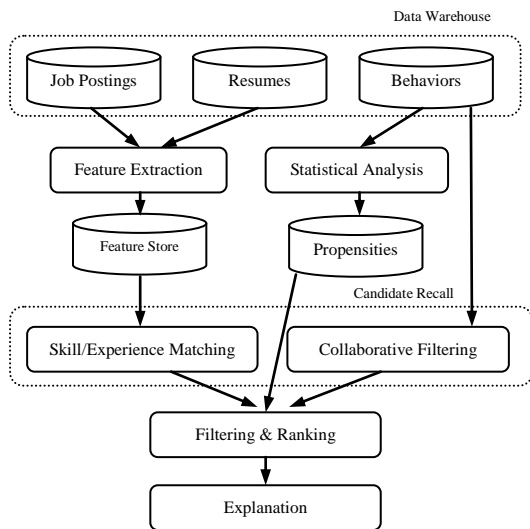 Data Warehouse
Job Postings
Resumes
Behaviors
Feature Extraction
Statistical Analysis
Feature Store
Propensities
Candidate Recall
Skill/Experience Matching
Collaborative Filtering
Filtering & Ranking
Explanation